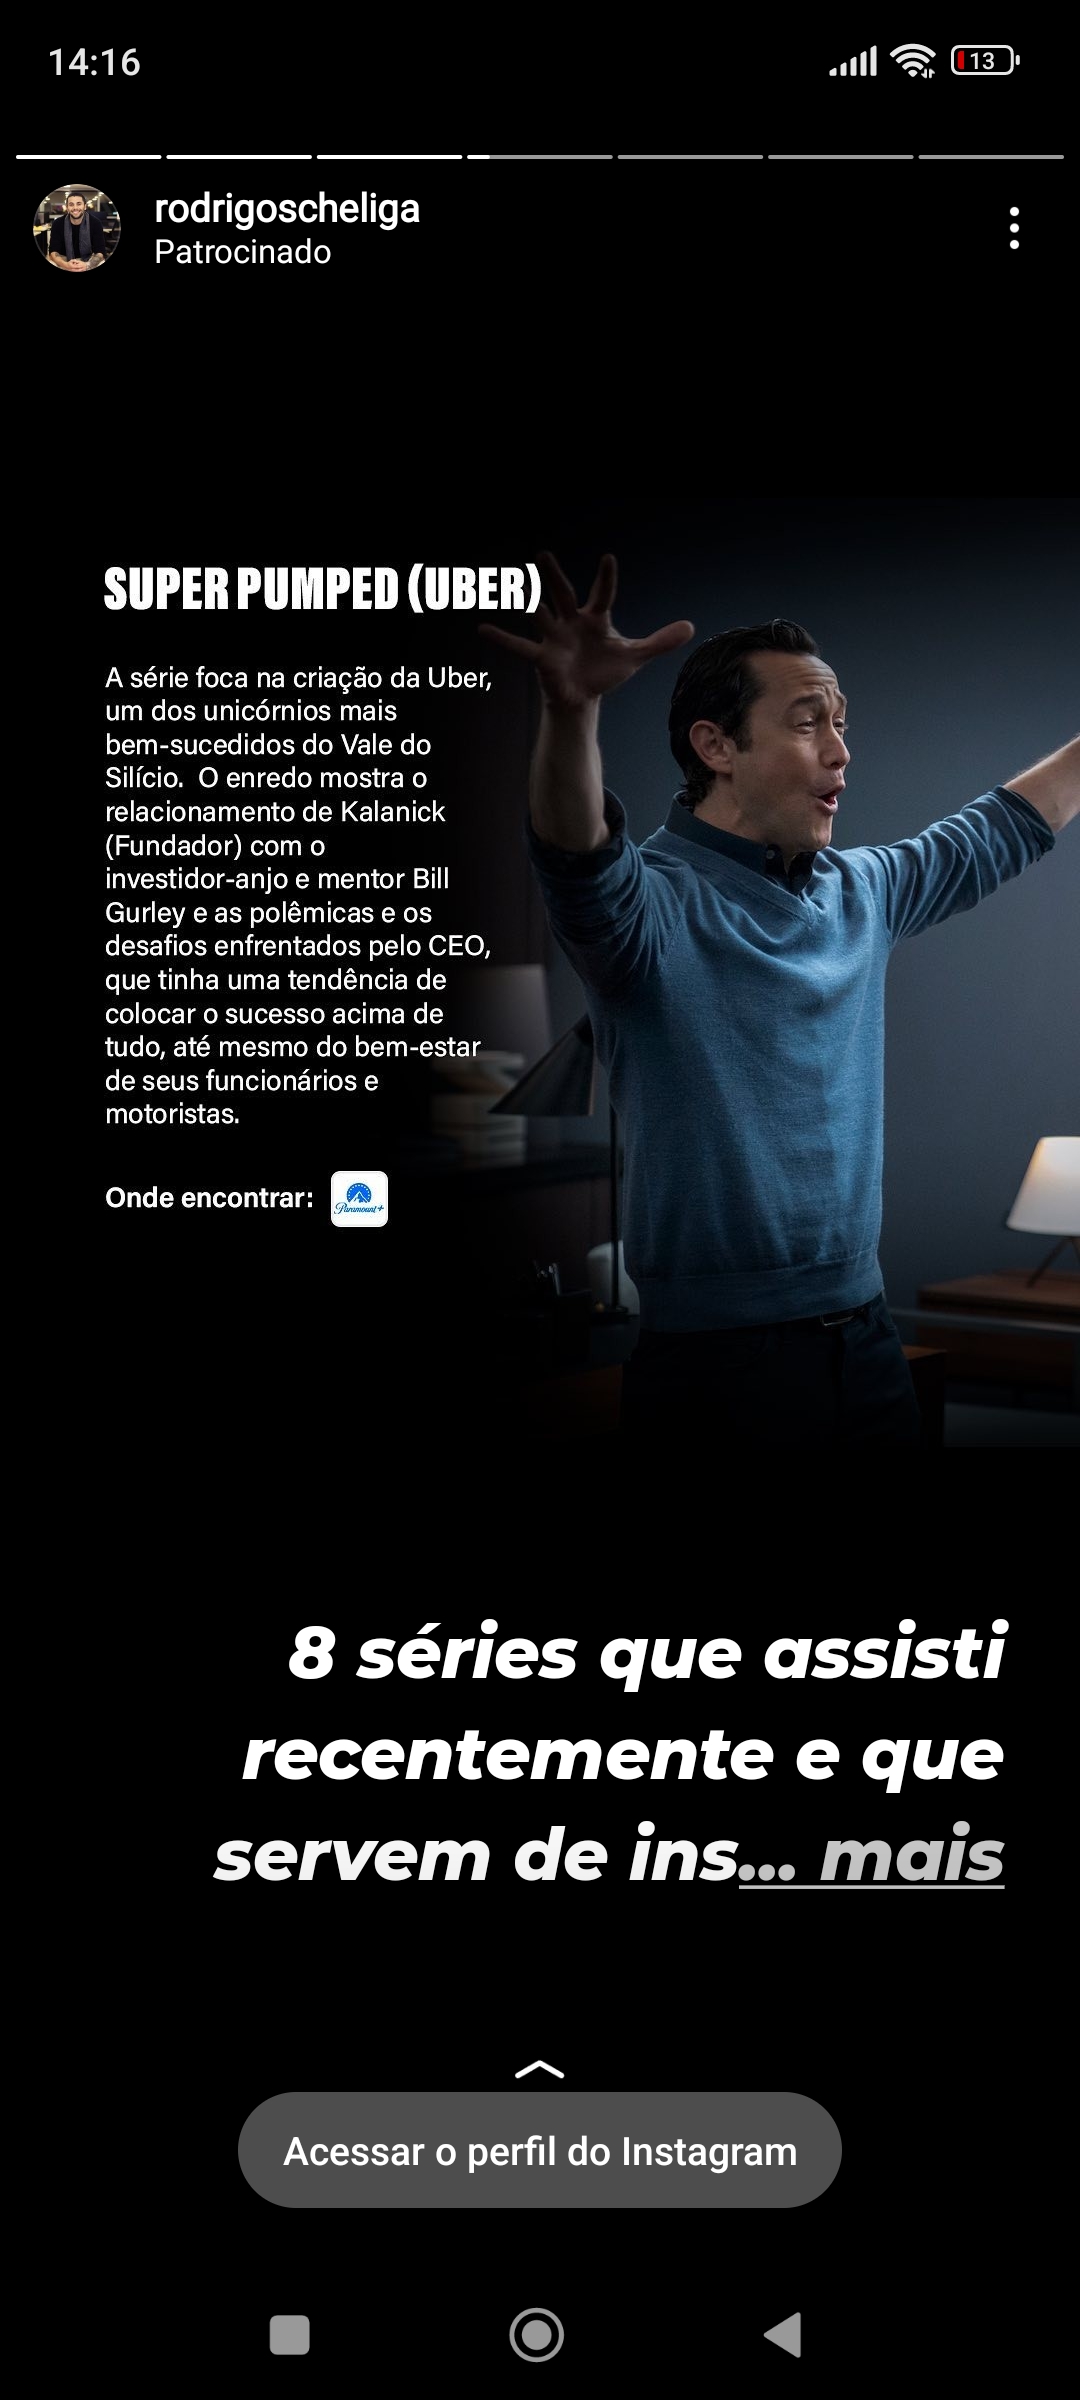 14:16
13
rodrigoscheliga
Patrocinado
SUPER PUMPED (UBER)
A série foca na criação da Uber,
um dos unicórnios mais
bem-sucedidos do Vale do
Silício.  O enredo mostra o
relacionamento de Kalanick
(Fundador) com o
investidor-anjo e mentor Bill
Gurley e as polêmicas e os
desafios enfrentados pelo CEO,
que tinha uma tendência de
colocar o sucesso acima de
tudo, até mesmo do bem-estar
de seus funcionários e
motoristas.
Onde encontrar:
Paramount+
8 séries que assisti
recentemente e que
servem de ins... mais
Acessar o perfil do Instagram